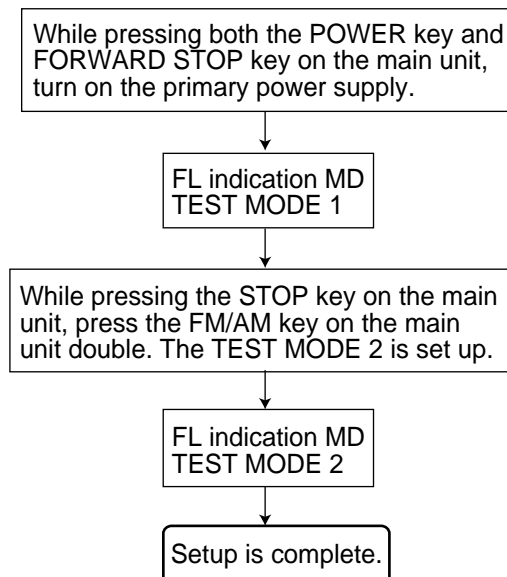 While pressing both the POWER key and
FORWARD STOP key on the main unit,
turn on the primary power supply.
FL indication MD
TEST MODE 1
While pressing the STOP key on the main
unit, press the FM/AM key on the main
unit double. The TEST MODE 2 is set up.
FL indication MD
TEST MODE 2
Setup is complete.